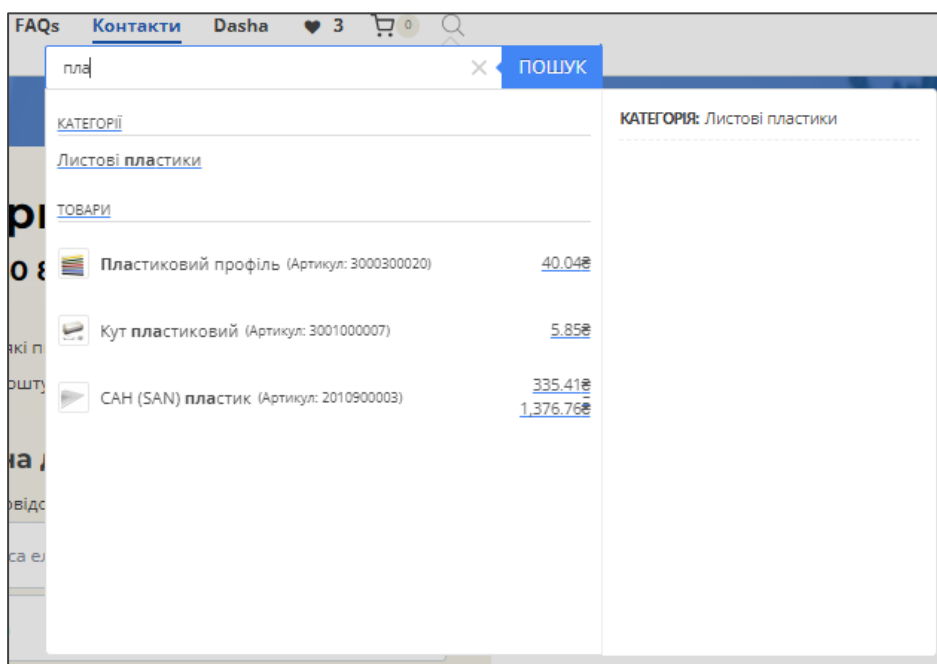 FAQs Контакти Dasha 3 0
пла ПОШУК
КАТЕГОРІЇ
КАТЕГОРІЯ: Листові пластики
Листові пластики
ТОВАРИ
Пластиковий профіль (Артикул: 3000300020) 40.04₴
Кут пластиковий (Артикул: 3001000007) 5.85₴
САН (SAN) пластик (Артикул: 2010900003) 335.41₴
–
1,376.76₴